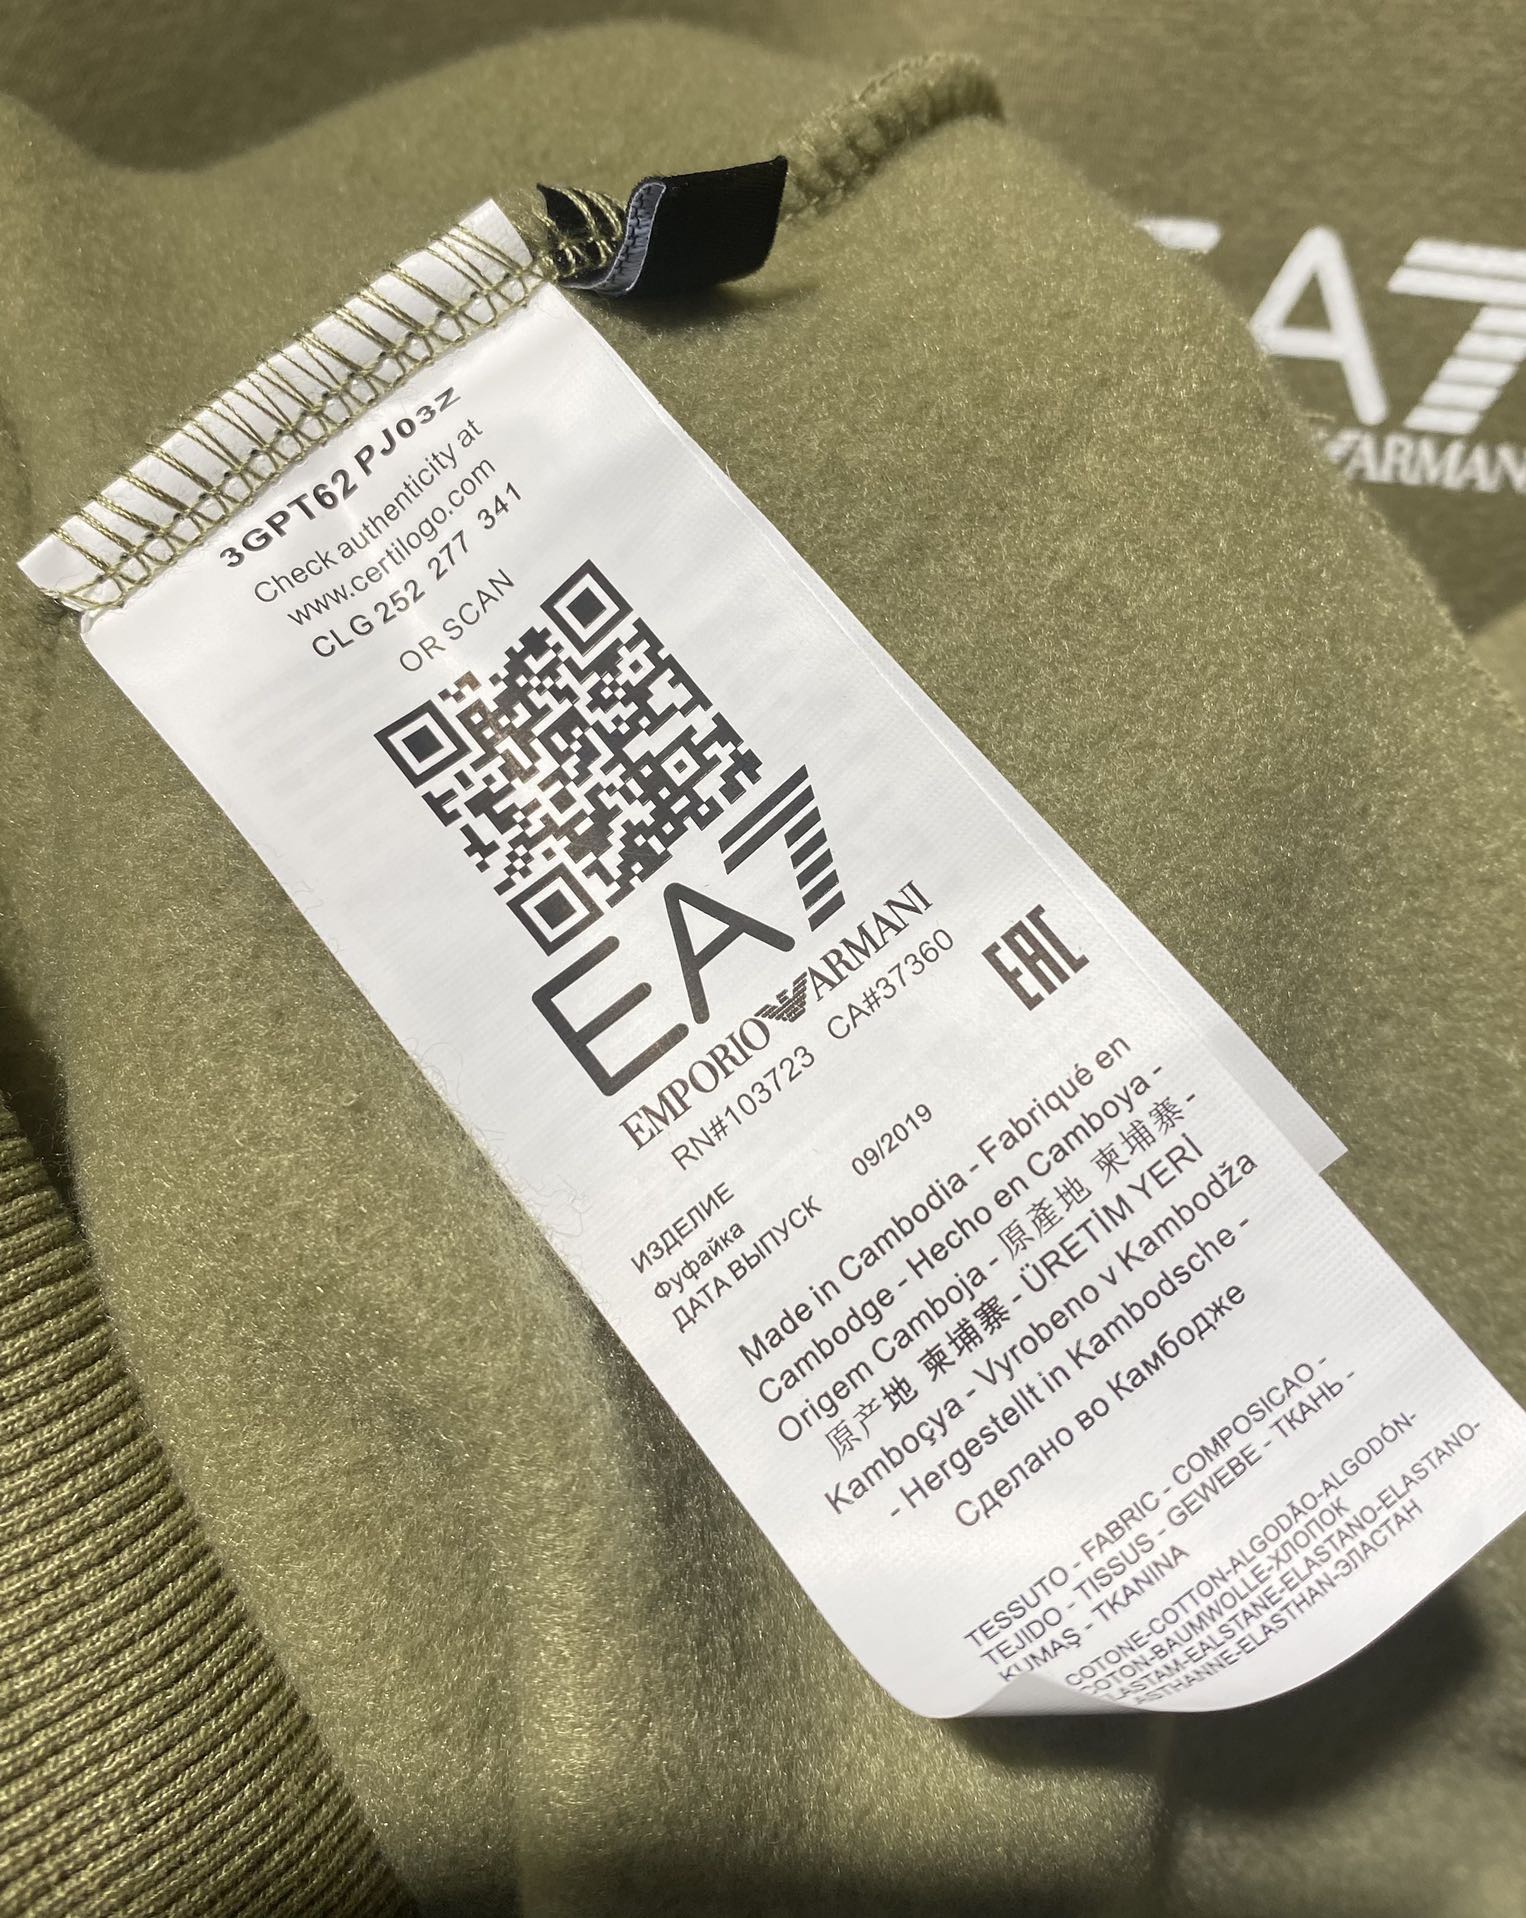 3GPT62 PJ03Z
Check authenticity at
www.certilogo.com
CLG 252 277 341
OR SCAN
EA7
EMPORIO ARMANI
RN#103723 CA#37360
EAC
ИЗДЕЛИЕ
Фуфайка
ДАТА ВЫПУСК 09/2019
Made in Cambodia - Fabriqué en
Cambodge - Hecho en Camboya -
Origem Camboja - 原產地 柬埔寨 -
原产地 柬埔寨 - ÜRETİM YERİ
Kamboçya - Vyrobeno v Kambodža
- Hergestellt in Kambodsche -
Сделано во Камбодже
TESSUTO - FABRIC - COMPOSICAO -
TEJIDO - TISSUS - GEWEBE - ТКАНЬ -
KUMAŞ - TKANINA
COTONE-COTTON-ALGODÃO-ALGODÓN-
COTON-BAUMWOLLE-ХЛОПОК
ELASTAM-EALSTANE-ELASTANO-ELASTANO-
ELASTHANNE-ELASTHAN-ЭЛАСТАН
EA7
ARMANI